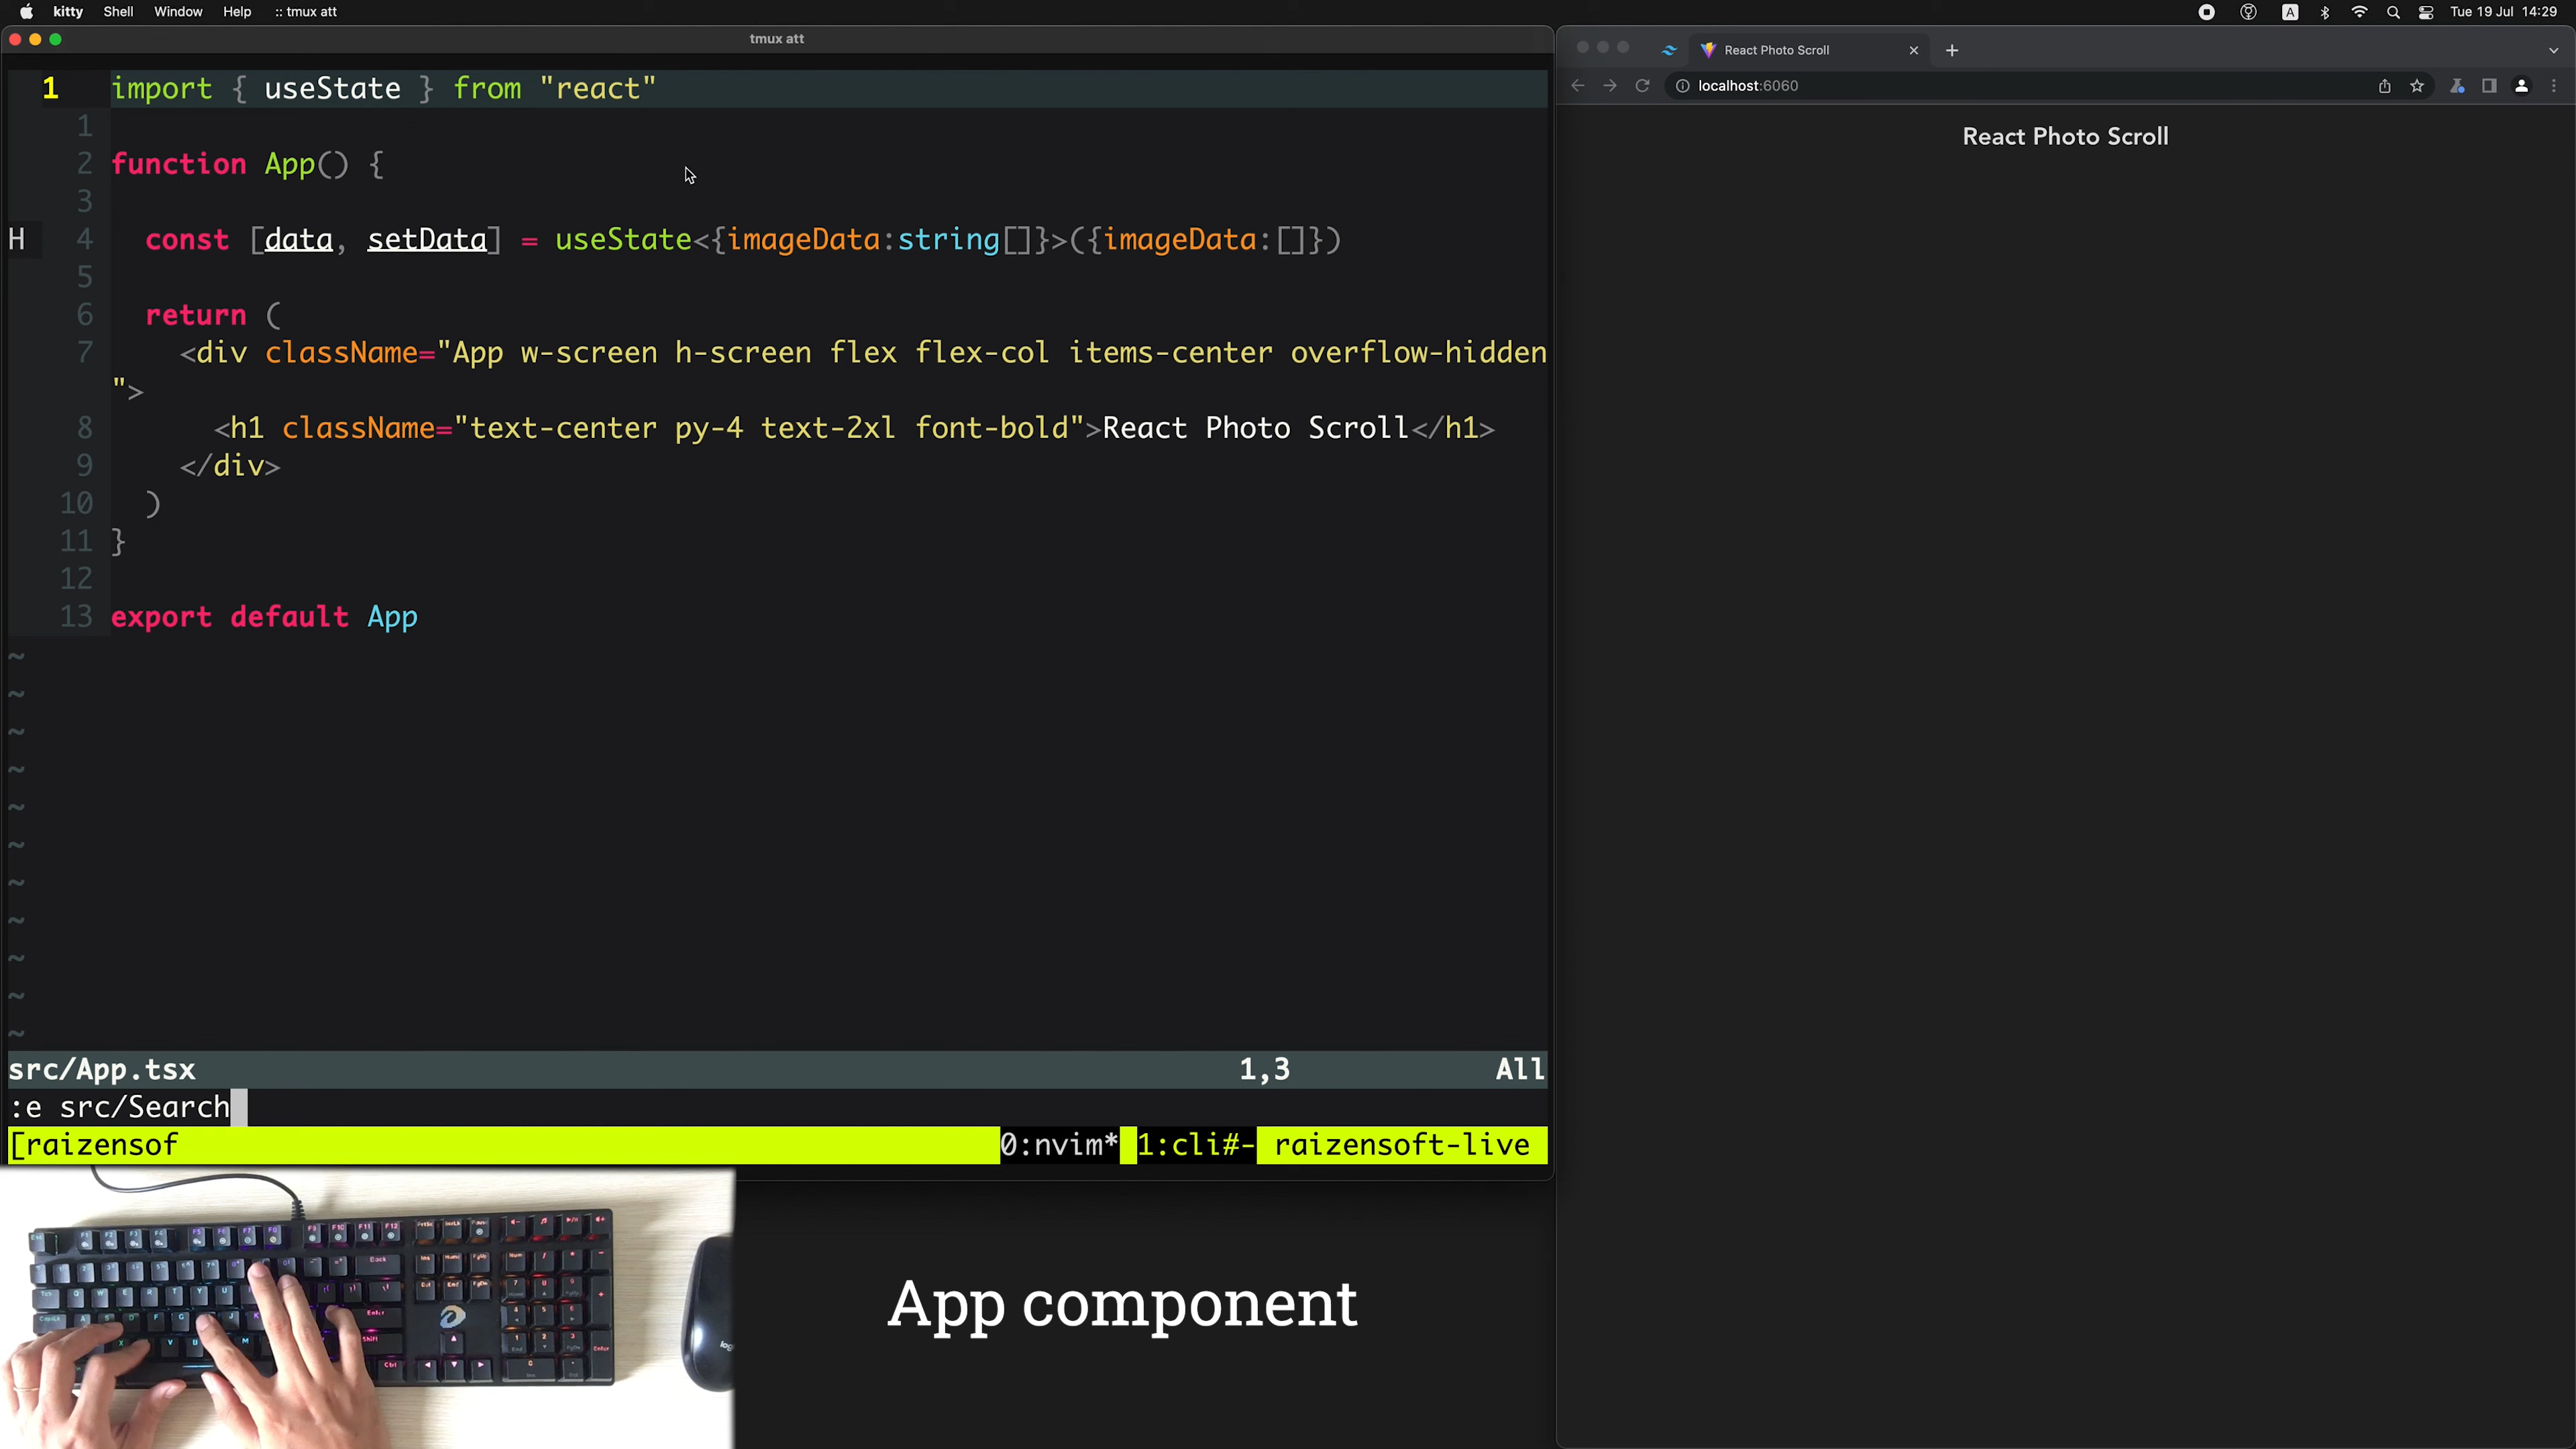 kitty Shell Window Help :: tmux att
A Tue 19 Jul 14:29
tmux att
1 import { useState } from "react"
1
2 function App() {
3
H 4 const [data, setData] = useState<{imageData:string[]}>({imageData:[]})
5
6 return (
7 <div className="App w-screen h-screen flex flex-col items-center overflow-hidden
">
8 <h1 className="text-center py-4 text-2xl font-bold">React Photo Scroll</h1>
9 </div>
10 )
11 }
12
13 export default App
~
~
~
~
~
~
~
~
~
~
~
src/App.tsx 1,3 All
:e src/Search
[raizensof 0:nvim* 1:cli#- raizensoft-live
React Photo Scroll
localhost:6060
React Photo Scroll
App component